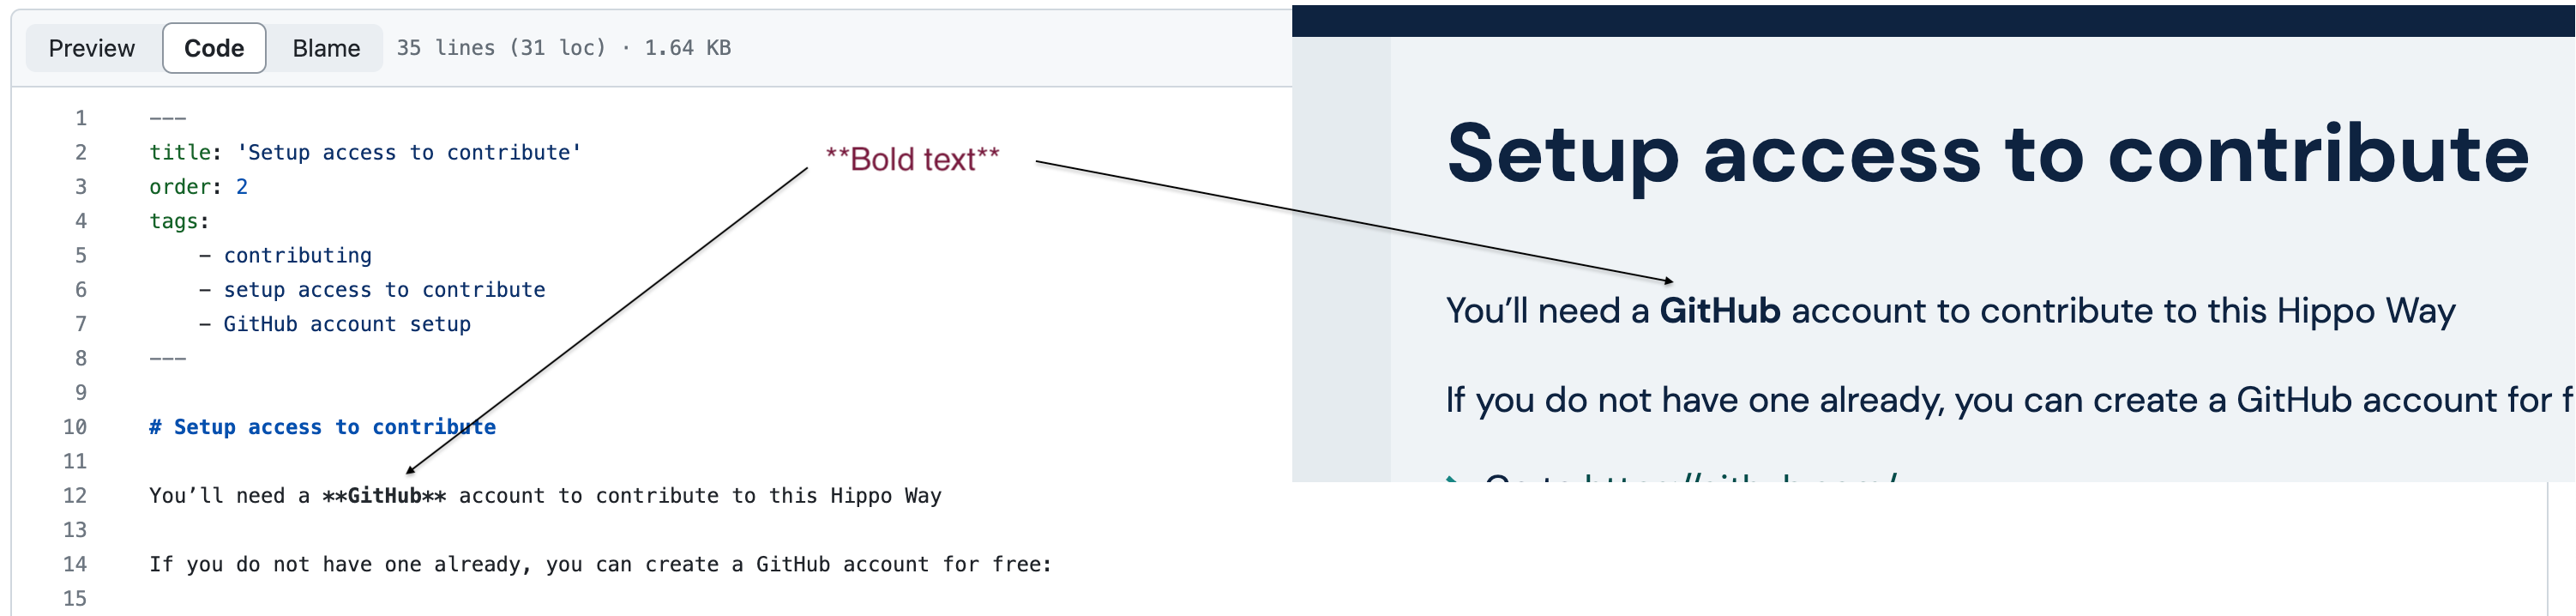 Preview Code Blame 35 lines (31 loc) · 1.64 KB
1 ---
2 title: 'Setup access to contribute'
3 order: 2
4 tags:
5 - contributing
6 - setup access to contribute
7 - GitHub account setup
8 ---
9
10 # Setup access to contribute
11
12 You’ll need a **GitHub** account to contribute to this Hippo Way
13
14 If you do not have one already, you can create a GitHub account for free:
15
**Bold text**
Setup access to contribute
You’ll need a GitHub account to contribute to this Hippo Way
If you do not have one already, you can create a GitHub account for f
Go to https://github.com/